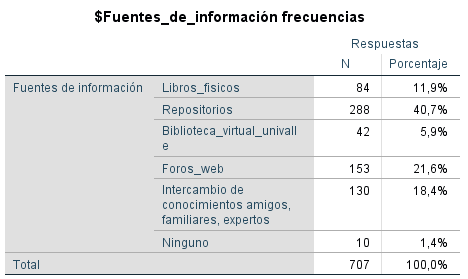 $Fuentes_de_información frecuencias
Respuestas
N Porcentaje
Fuentes de información Libros_fisicos 84 11,9%
Repositorios 288 40,7%
Biblioteca_virtual_univall
e 42 5,9%
Foros_web 153 21,6%
Intercambio de
conocimientos amigos,
familiares, expertos 130 18,4%
Ninguno 10 1,4%
Total 707 100,0%